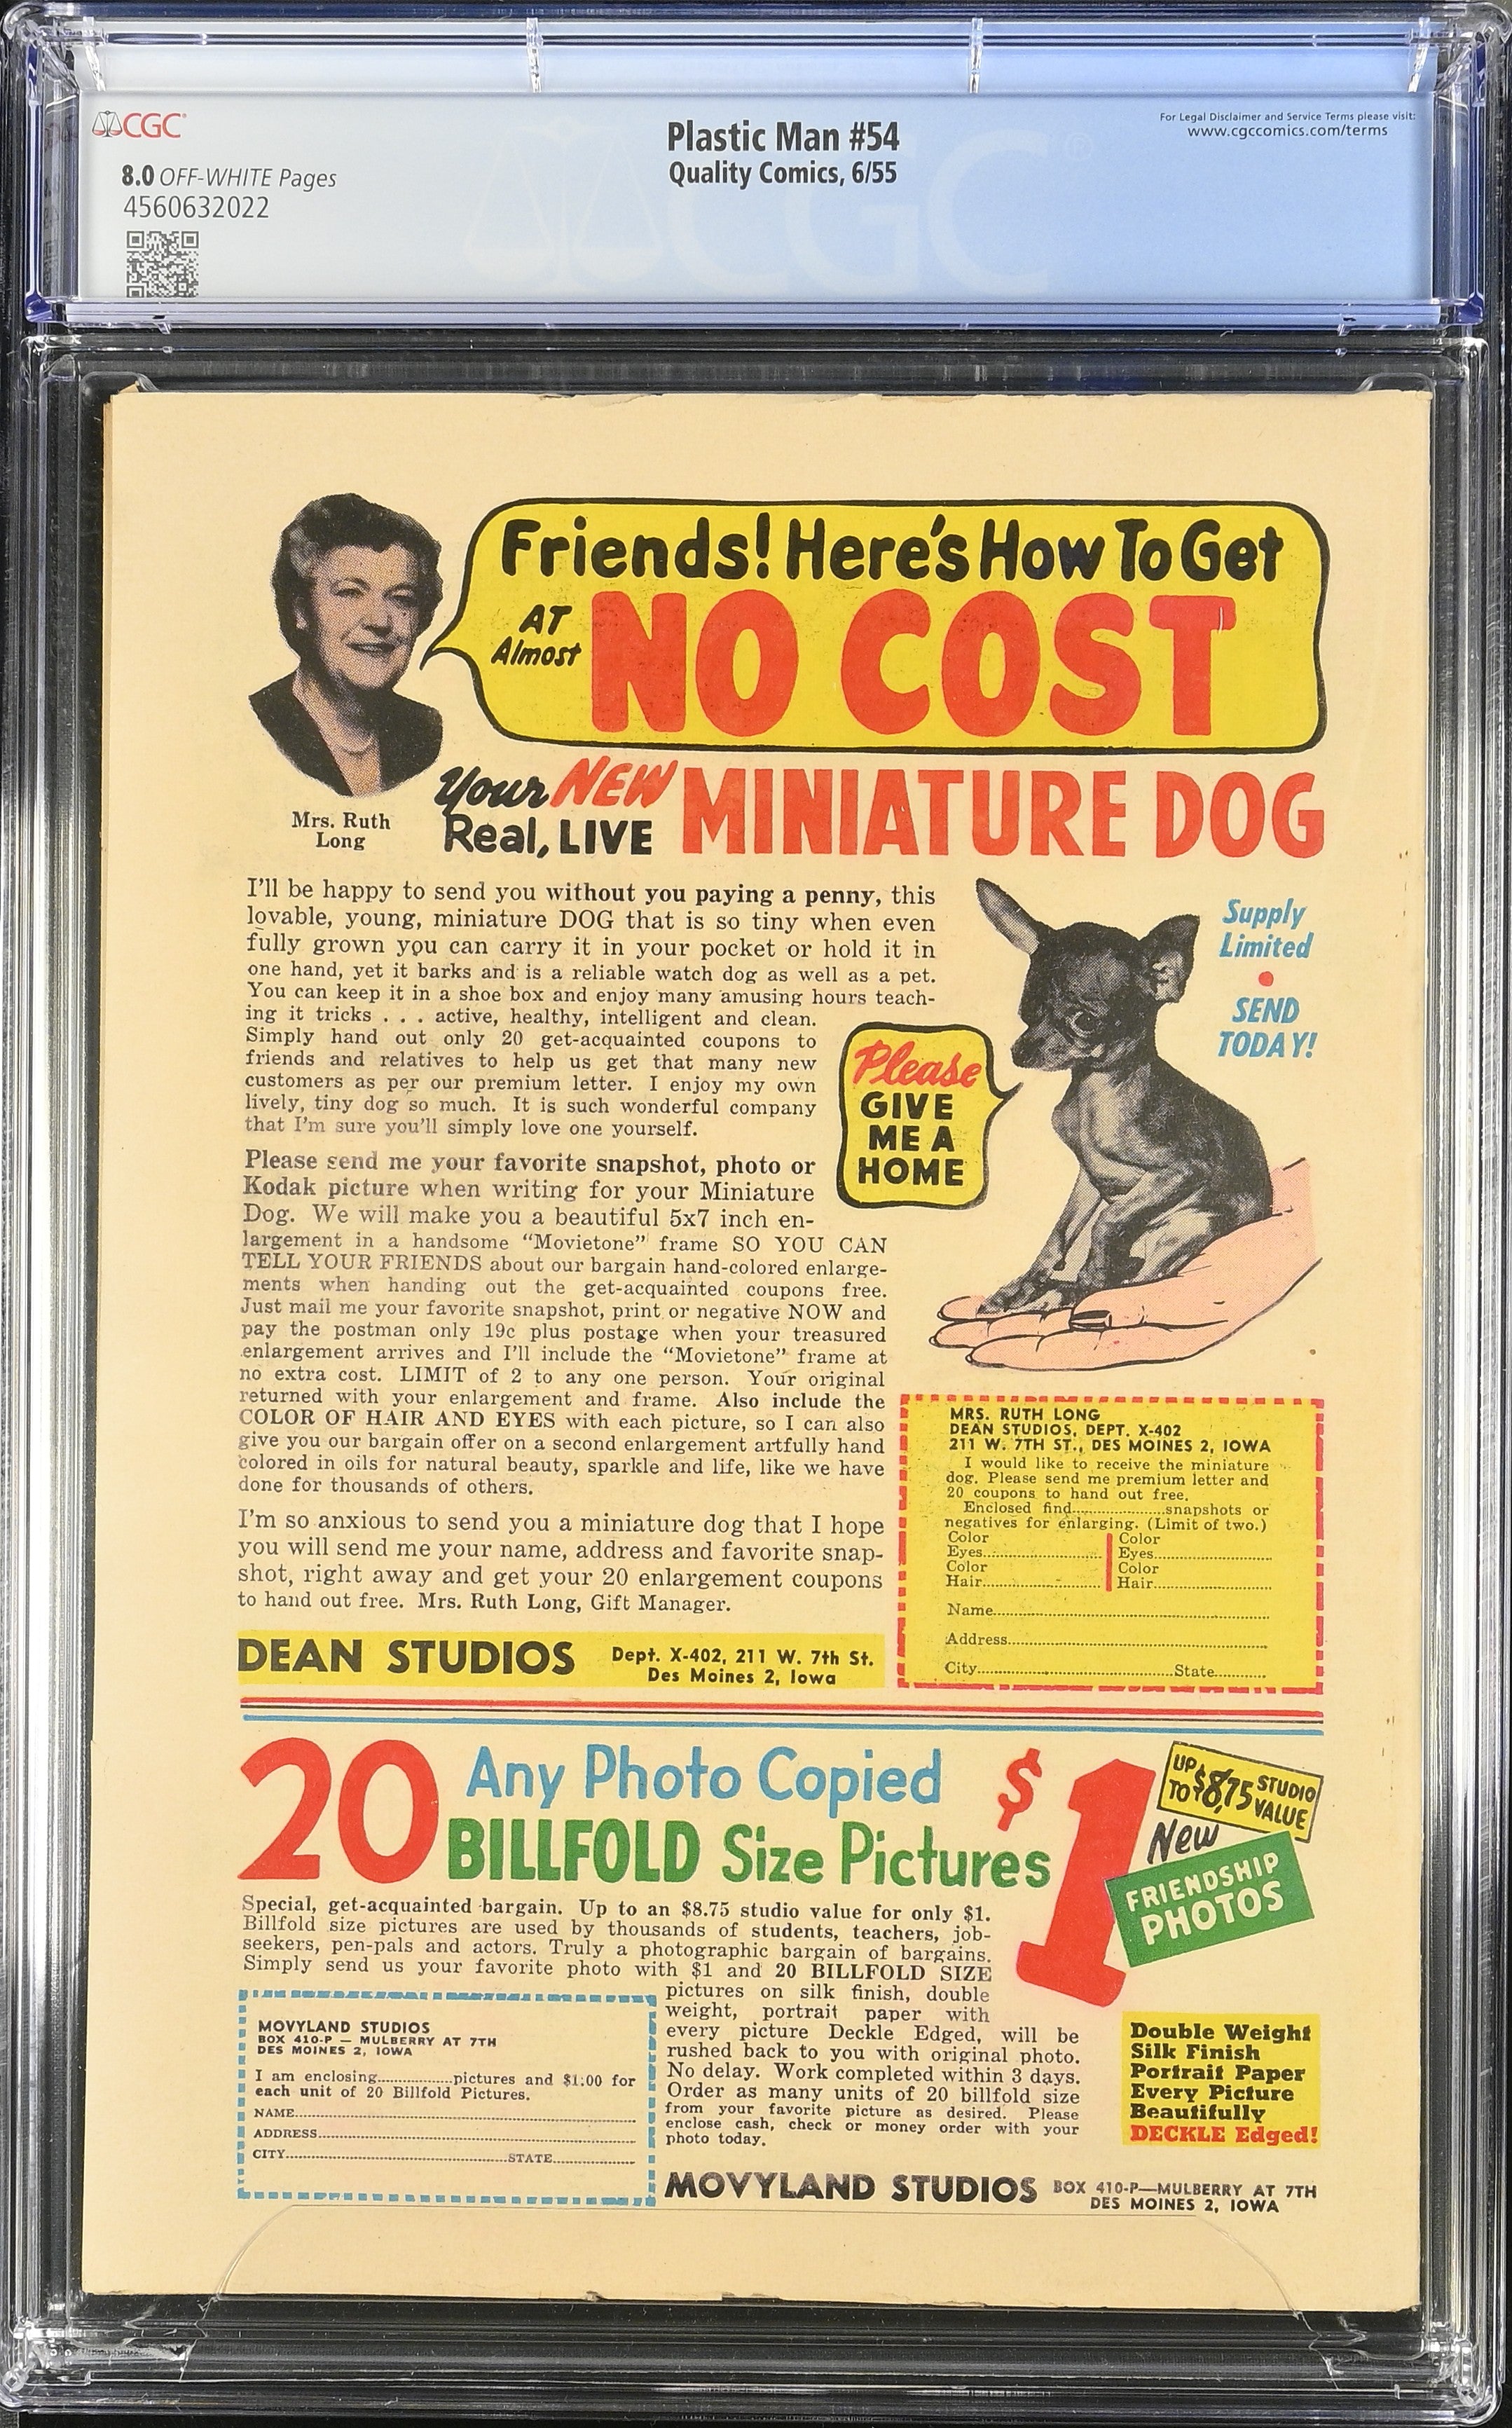 CGC
8.0 OFF-WHITE Pages
4560632022
Plastic Man #54
Quality Comics, 6/55
For Legal Disclaimer and Service Terms please visit:
www.cgccomics.com/terms
CGC
Friends! Here's How To Get
AT Almost
NO COST
Mrs. Ruth
Long
Your NEW
Real, LIVE
MINIATURE DOG
I'll be happy to send you without you paying a penny, this
lovable, young, miniature DOG that is so tiny when even
fully grown you can carry it in your pocket or hold it in
one hand, yet it barks and is a reliable watch dog as well as a pet.
You can keep it in a shoe box and enjoy many amusing hours teach-
ing it tricks . . . active, healthy, intelligent and clean.
Simply hand out only 20 get-acquainted coupons to
friends and relatives to help us get that many new
customers as per our premium letter. I enjoy my own
lively, tiny dog so much. It is such wonderful company
that I'm sure you'll simply love one yourself.
Supply
Limited
•
SEND
TODAY!
Please
GIVE
ME A
HOME
Please send me your favorite snapshot, photo or
Kodak picture when writing for your Miniature
Dog. We will make you a beautiful 5x7 inch en-
largement in a handsome “Movietone” frame SO YOU CAN
TELL YOUR FRIENDS about our bargain hand-colored enlarge-
ments when handing out the get-acquainted coupons free.
Just mail me your favorite snapshot, print or negative NOW and
pay the postman only 19c plus postage when your treasured
enlargement arrives and I'll include the “Movietone” frame at
no extra cost. LIMIT of 2 to any one person. Your original
returned with your enlargement and frame. Also include the
COLOR OF HAIR AND EYES with each picture, so I can also
give you our bargain offer on a second enlargement artfully hand
colored in oils for natural beauty, sparkle and life, like we have
done for thousands of others.
I'm so anxious to send you a miniature dog that I hope
you will send me your name, address and favorite snap-
shot, right away and get your 20 enlargement coupons
to hand out free. Mrs. Ruth Long, Gift Manager.
DEAN STUDIOS
Dept. X-402, 211 W. 7th St.
Des Moines 2, Iowa
MRS. RUTH LONG
DEAN STUDIOS, DEPT. X-402
211 W. 7TH ST., DES MOINES 2, IOWA
I would like to receive the miniature
dog. Please send me premium letter and
20 coupons to hand out free.
Enclosed find..................snapshots or
negatives for enlarging. (Limit of two.)
Color
Eyes........................
Color
Hair........................
Color
Eyes........................
Color
Hair........................
Name........................
Address........................
City........................State............
20
Any Photo Copied
BILLFOLD Size Pictures
$1
UP TO $8.75 STUDIO VALUE
New
FRIENDSHIP
PHOTOS
Special, get-acquainted bargain. Up to an $8.75 studio value for only $1.
Billfold size pictures are used by thousands of students, teachers, job-
seekers, pen-pals and actors. Truly a photographic bargain of bargains.
Simply send us your favorite photo with $1 and 20 BILLFOLD SIZE
pictures on silk finish, double
weight, portrait paper with
every picture Deckle Edged, will be
rushed back to you with original photo.
No delay. Work completed within 3 days.
Order as many units of 20 billfold size
from your favorite picture as desired. Please
enclose cash, check or money order with your
photo today.
MOVYLAND STUDIOS
BOX 410-P — MULBERRY AT 7TH
DES MOINES 2, IOWA
I am enclosing...............pictures and $1.00 for
each unit of 20 Billfold Pictures.
NAME........................
ADDRESS........................
CITY........................STATE............
Double Weight
Silk Finish
Portrait Paper
Every Picture
Beautifully
DECKLE Edged!
MOVYLAND STUDIOS
BOX 410-P—MULBERRY AT 7TH
DES MOINES 2, IOWA